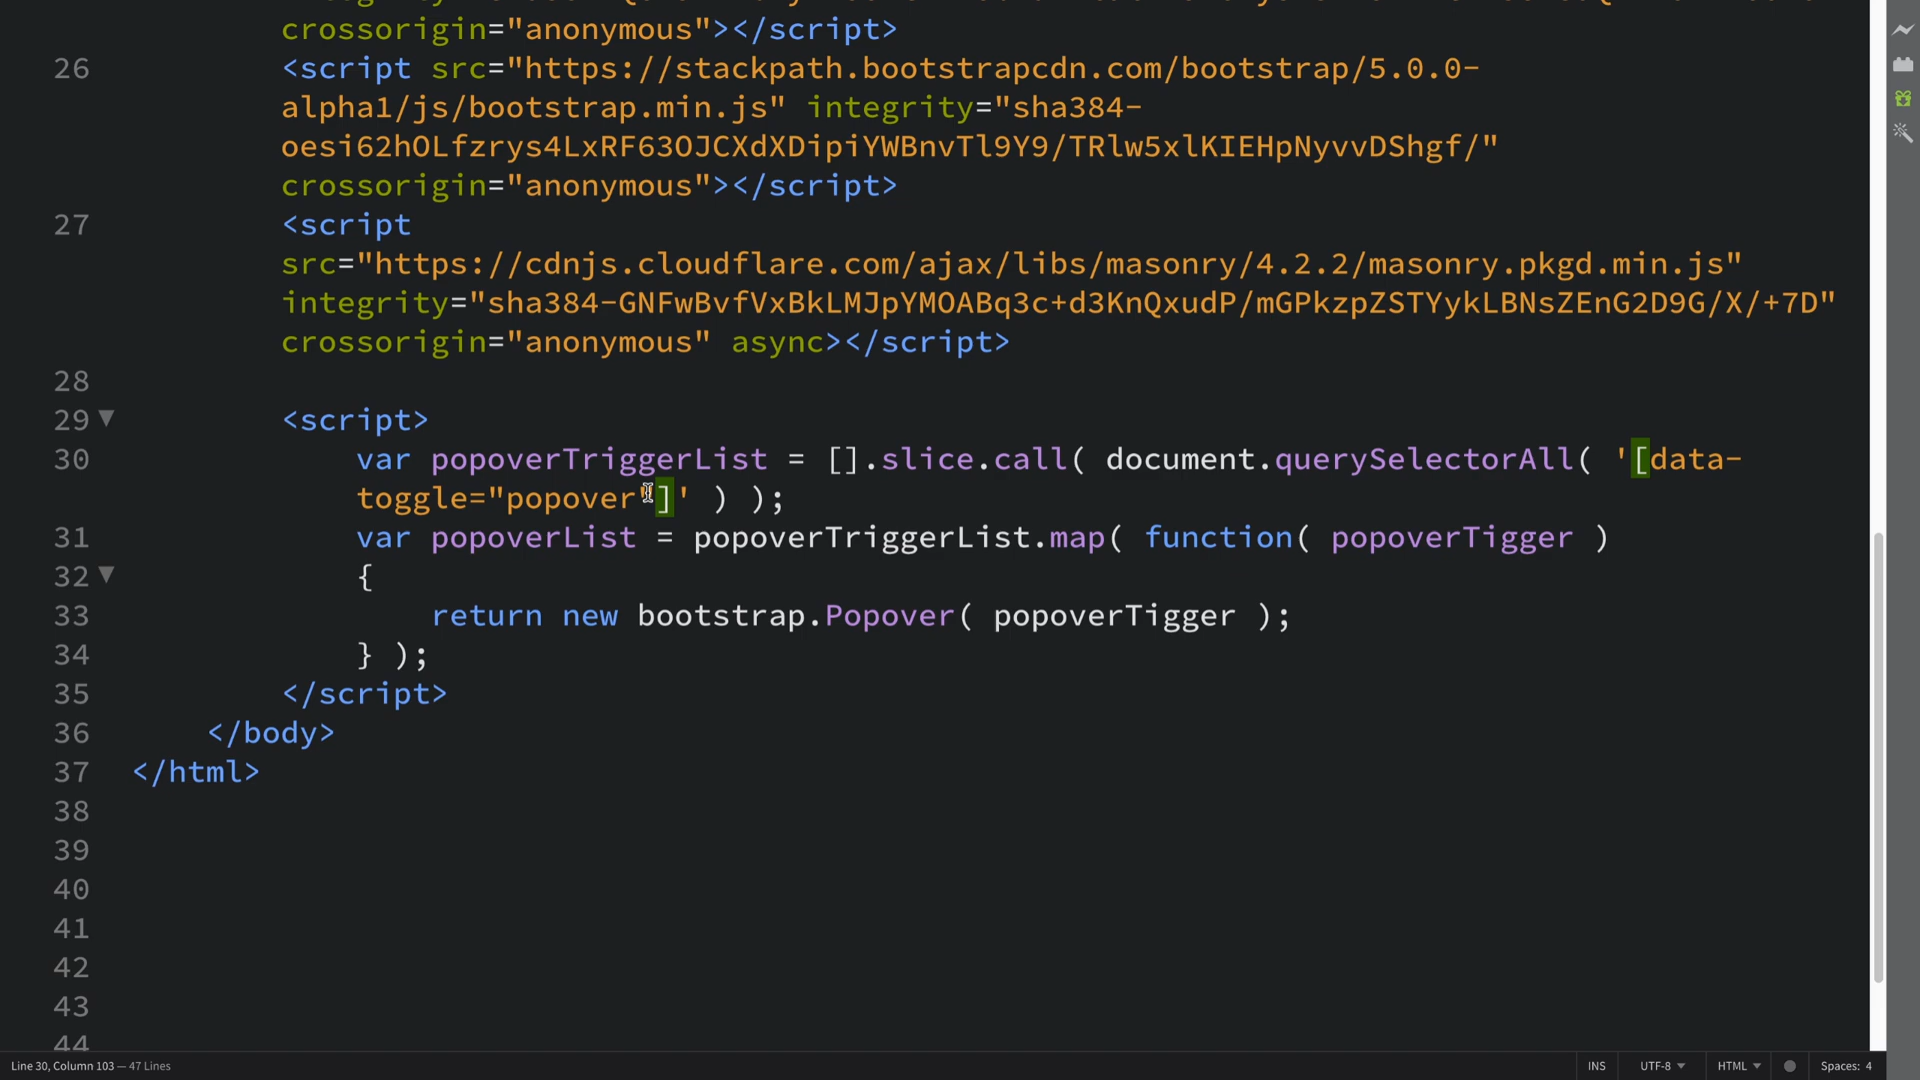 crossorigin="anonymous"></script>
26 <script src="https://stackpath.bootstrapcdn.com/bootstrap/5.0.0-
alpha1/js/bootstrap.min.js" integrity="sha384-
oesi62hOLfzrys4LxRF63OJCXdXDipiYWBnvTl9Y9/TRlw5xlKIEHpNyvvDShgf/"
crossorigin="anonymous"></script>
27 <script
src="https://cdnjs.cloudflare.com/ajax/libs/masonry/4.2.2/masonry.pkgd.min.js"
integrity="sha384-GNFwBvfVxBkLMJpYMOABq3c+d3KnQxudP/mGPkzpZSTYykLBNsZEnG2D9G/X/+7D"
crossorigin="anonymous" async></script>
28
29 <script>
30 var popoverTriggerList = [].slice.call( document.querySelectorAll( '[data-
toggle="popover"]' ) );
31 var popoverList = popoverTriggerList.map( function( popoverTigger )
32 {
33 return new bootstrap.Popover( popoverTigger );
34 } );
35 </script>
36 </body>
37 </html>
38
39
40
41
42
43
44
Line 30, Column 103 — 47 Lines INS UTF-8 HTML Spaces: 4